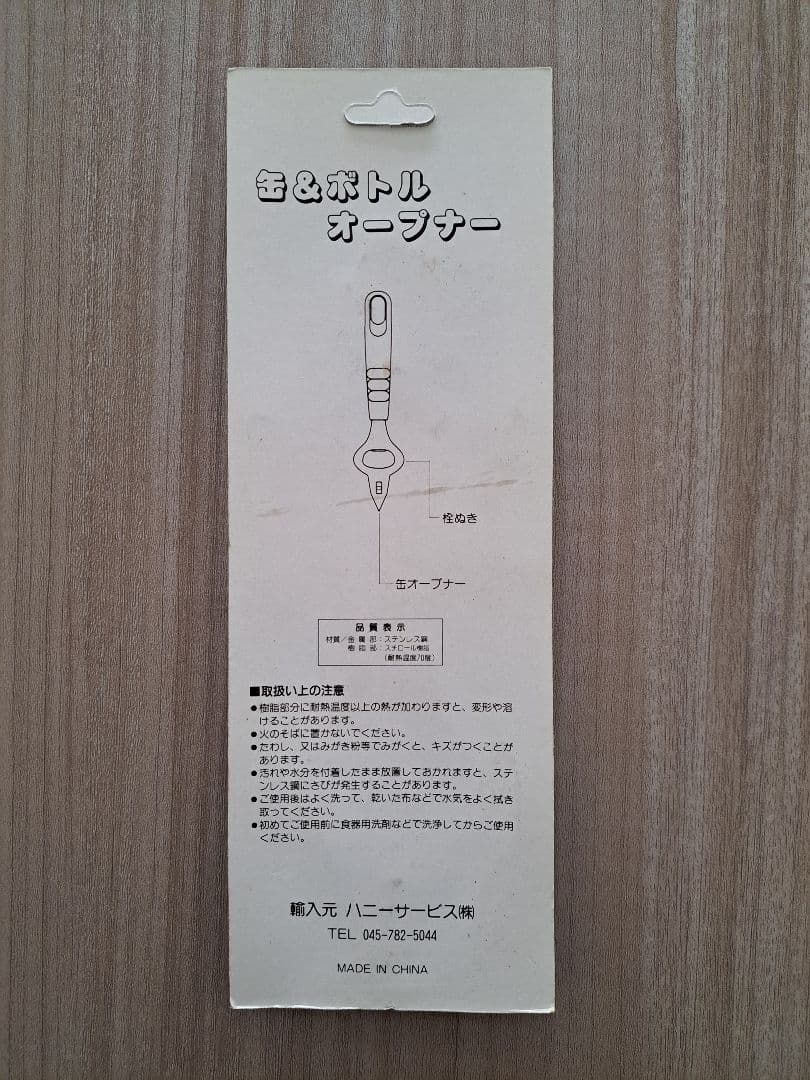 缶&ボトル
オープナー
栓ぬき
缶オープナー
品質表示
材質/金属部:ステンレス鋼
樹脂部:スチロール樹脂
(耐熱温度70度)
■取扱い上の注意
●樹脂部分に耐熱温度以上の熱が加わりますと、変形や溶
けることがあります。
●火のそばに置かないでください。
●たわし、又はみがき粉等でみがくと、キズがつくことが
あります。
●汚れや水分を付着したまま放置しておかれますと、ステ
ンレス鋼にさびが発生することがあります。
●ご使用後はよく洗って、乾いた布などで水気をよく拭き
取ってください。
●初めてご使用前に食器用洗剤などで洗浄してからご使用
ください。
輸入元 ハニーサービス㈱
TEL 045-782-5044
MADE IN CHINA